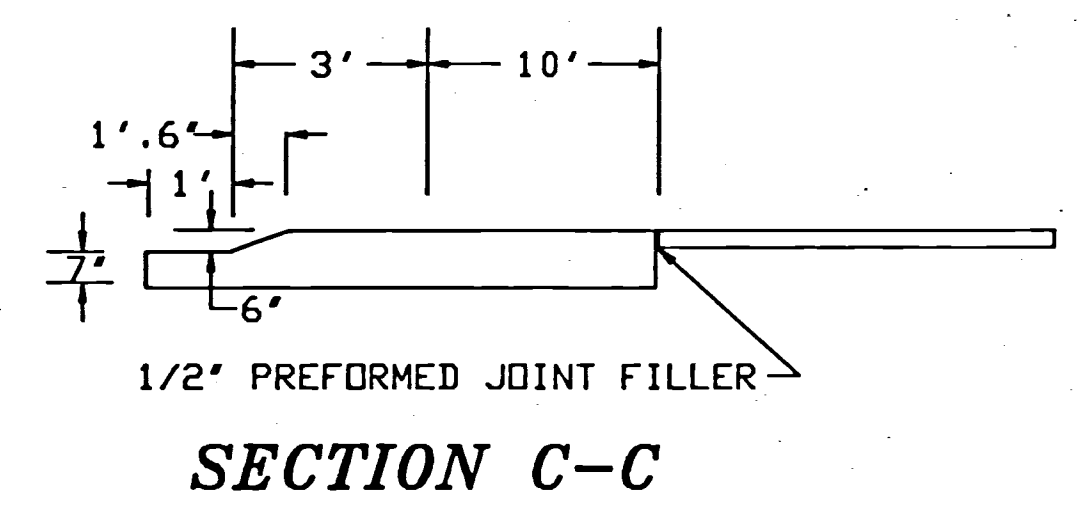 3' 10'
1'.6"
1'
7"
6"
1/2" PREFORMED JOINT FILLER
SECTION C-C